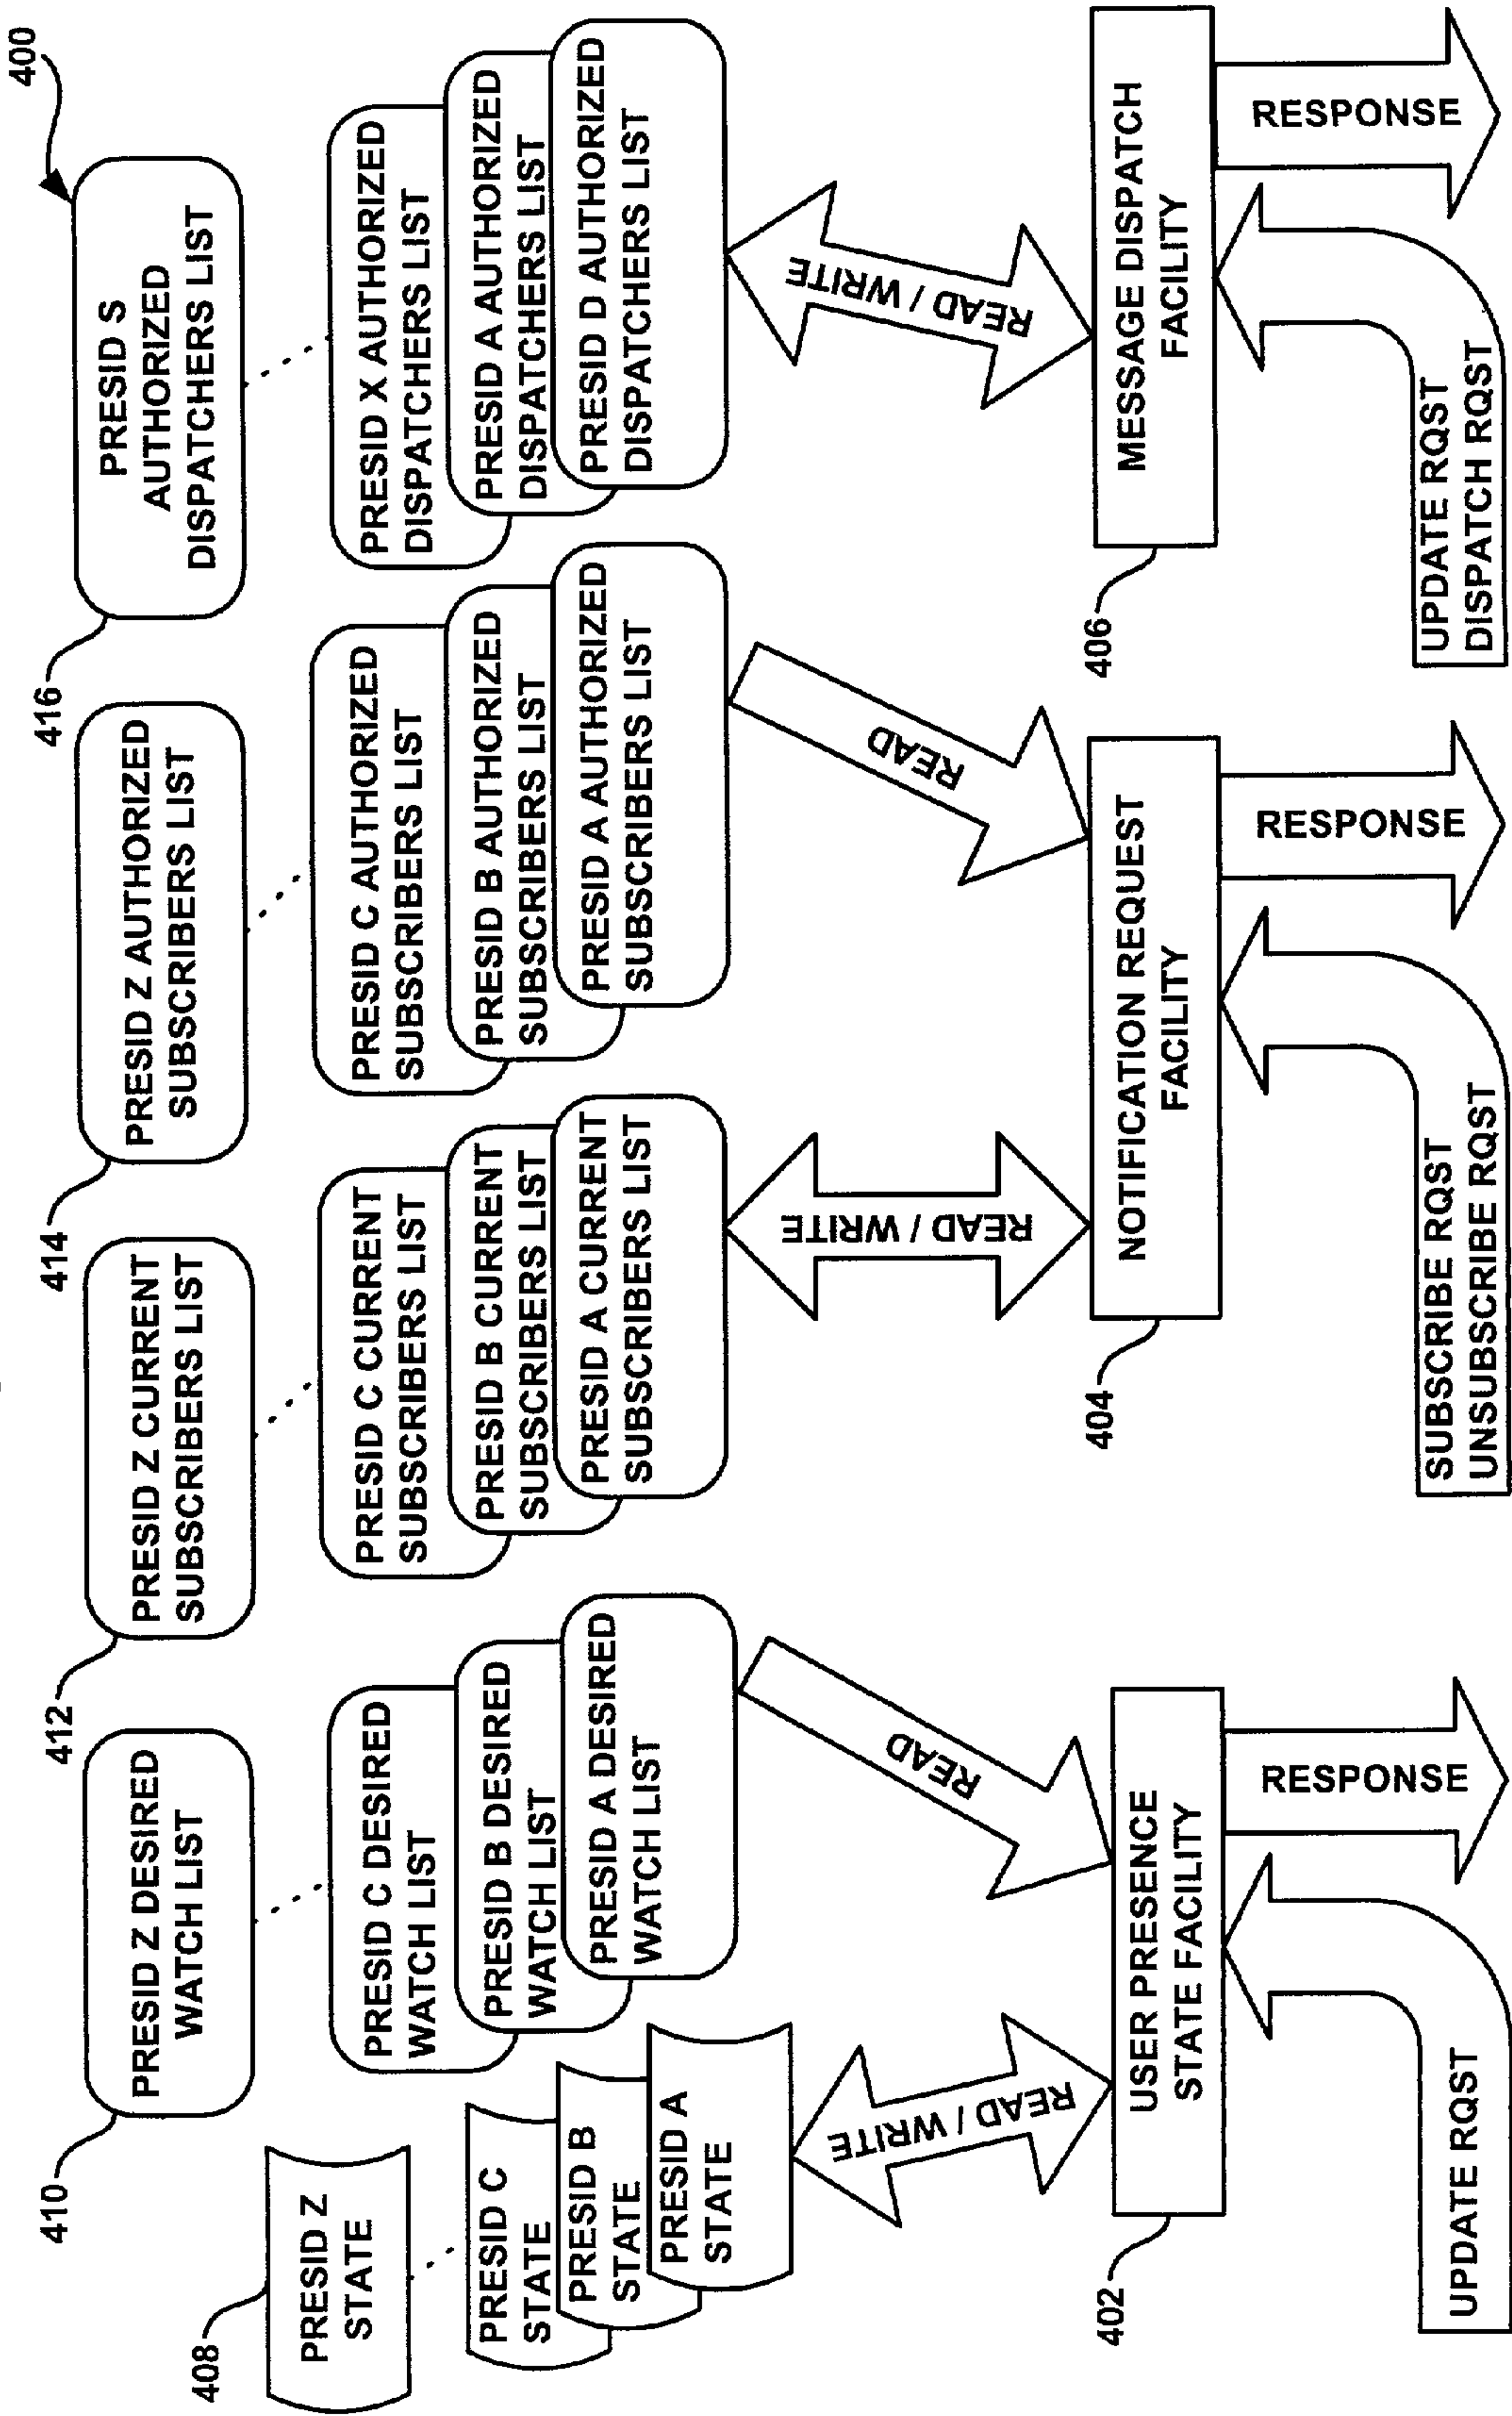 400
408
PRESID Z
STATE
PRESID C
STATE
PRESID B
STATE
PRESID A
STATE
410
PRESID Z DESIRED
WATCH LIST
PRESID C DESIRED
WATCH LIST
PRESID B DESIRED
WATCH LIST
PRESID A DESIRED
WATCH LIST
412
PRESID Z CURRENT
SUBSCRIBERS LIST
PRESID C CURRENT
SUBSCRIBERS LIST
PRESID B CURRENT
SUBSCRIBERS LIST
PRESID A CURRENT
SUBSCRIBERS LIST
414
PRESID Z AUTHORIZED
SUBSCRIBERS LIST
PRESID C AUTHORIZED
SUBSCRIBERS LIST
PRESID B AUTHORIZED
SUBSCRIBERS LIST
PRESID A AUTHORIZED
SUBSCRIBERS LIST
416
PRESID S
AUTHORIZED
DISPATCHERS LIST
PRESID X AUTHORIZED
DISPATCHERS LIST
PRESID A AUTHORIZED
DISPATCHERS LIST
PRESID D AUTHORIZED
DISPATCHERS LIST
READ / WRITE
READ
READ / WRITE
READ
READ / WRITE
402
USER PRESENCE
STATE FACILITY
404
NOTIFICATION REQUEST
FACILITY
406
MESSAGE DISPATCH
FACILITY
UPDATE RQST
RESPONSE
SUBSCRIBE RQST
UNSUBSCRIBE RQST
RESPONSE
UPDATE RQST
DISPATCH RQST
RESPONSE